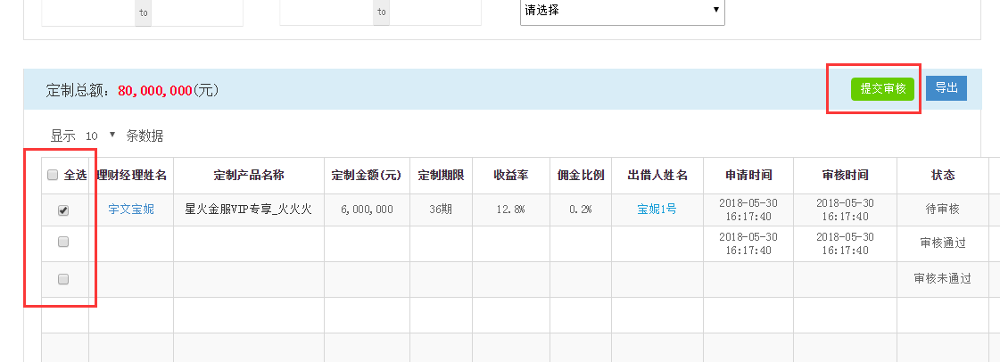 to to 请选择
定制总额：80,000,000(元) 提交审核 导出
显示 10 条数据
全选 理财经理姓名 定制产品名称 定制金额(元) 定制期限 收益率 佣金比例 出借人姓名 申请时间 审核时间 状态
宇文宝妮 星火金服VIP专享_火火火 6,000,000 36期 12.8% 0.2% 宝妮1号 2018-05-30 16:17:40 2018-05-30 16:17:40 待审核
2018-05-30 16:17:40 2018-05-30 16:17:40 审核通过
审核未通过